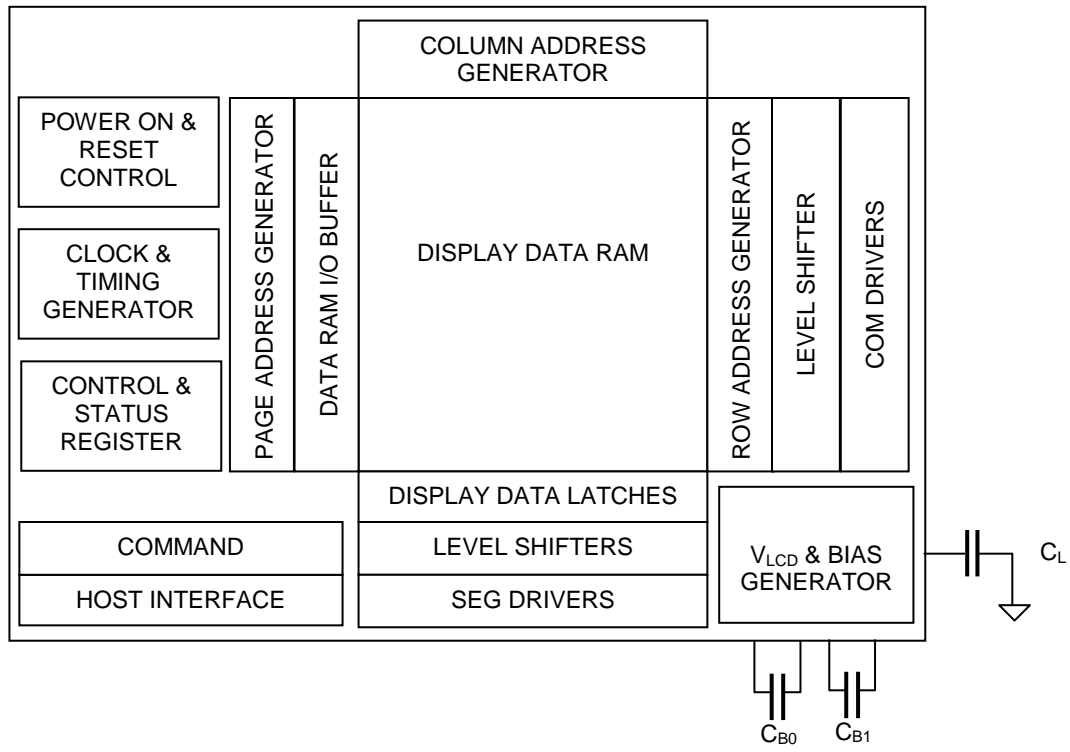 COLUMN ADDRESS
GENERATOR
POWER ON &
RESET
CONTROL
CLOCK &
TIMING
GENERATOR
CONTROL &
STATUS
REGISTER
PAGE ADDRESS GENERATOR
DATA RAM I/O BUFFER
DISPLAY DATA RAM
ROW ADDRESS GENERATOR
LEVEL SHIFTER
COM DRIVERS
DISPLAY DATA LATCHES
COMMAND
LEVEL SHIFTERS
HOST INTERFACE
SEG DRIVERS
VLCD & BIAS
GENERATOR
CL
CB0
CB1